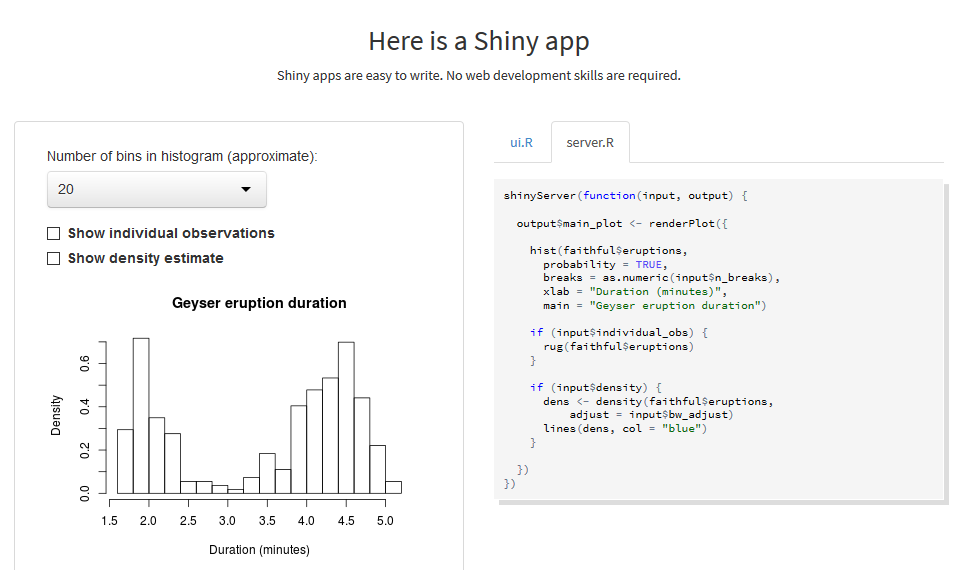 Here is a Shiny app
Shiny apps are easy to write. No web development skills are required.
Number of bins in histogram (approximate):
20
Show individual observations
Show density estimate
Geyser eruption duration
Density
0.0 0.2 0.4 0.6
1.5 2.0 2.5 3.0 3.5 4.0 4.5 5.0
Duration (minutes)
ui.R server.R
shinyServer(function(input, output) {
output$main_plot <- renderPlot({
hist(faithful$eruptions,
probability = TRUE,
breaks = as.numeric(input$n_breaks),
xlab = "Duration (minutes)",
main = "Geyser eruption duration")
if (input$individual_obs) {
rug(faithful$eruptions)
}
if (input$density) {
dens <- density(faithful$eruptions,
adjust = input$bw_adjust)
lines(dens, col = "blue")
}
})
})